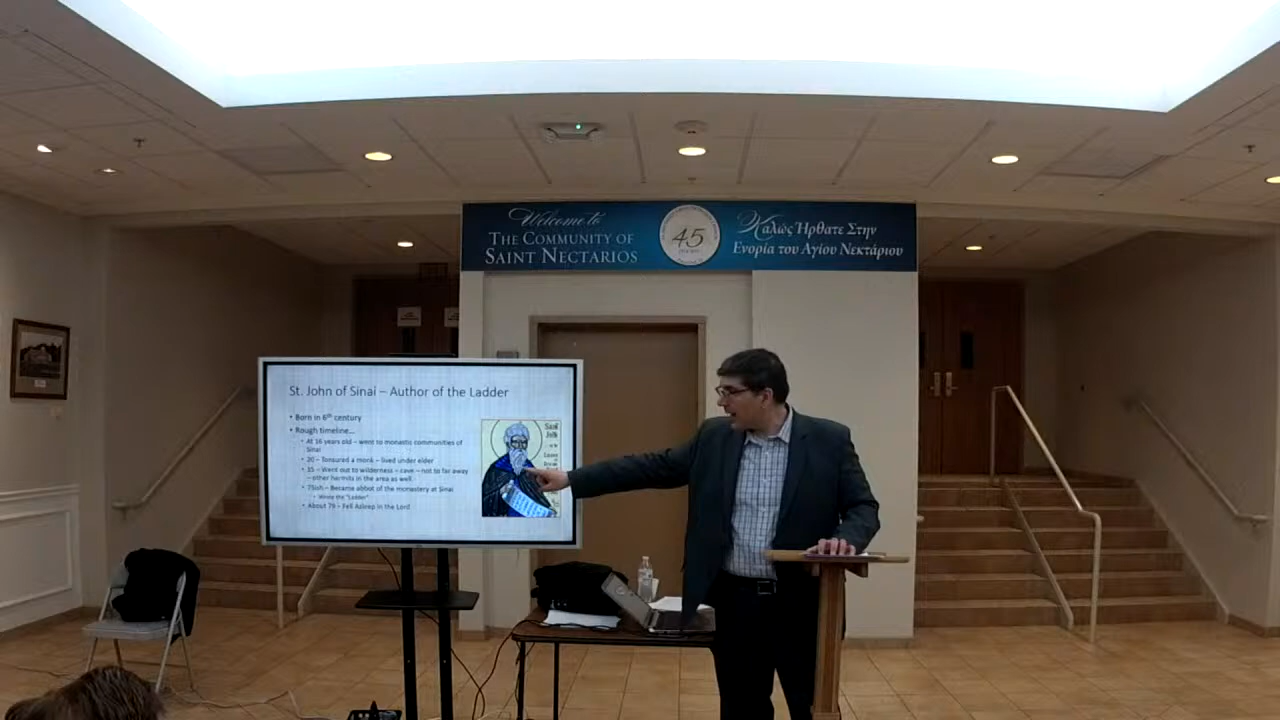 Welcome to
THE COMMUNITY OF
SAINT NECTARIOS
45
Καλώς Ήρθατε Στην
Ενορία του Αγίου Νεκτάριου
St. John of Sinai – Author of the Ladder
• Born in 6th century
• Rough timeline…
• At 16 years old – went to monastic communities of
Sinai
• 20 – Tonsured a monk – lived under elder
• 35 – Went out to wilderness – cave – not to far away
– other hermits in the area as well
• 75ish – Became abbot of the monastery at Sinai
• Wrote the "Ladder"
• About 79 – Fell Asleep in the Lord
Saint
John